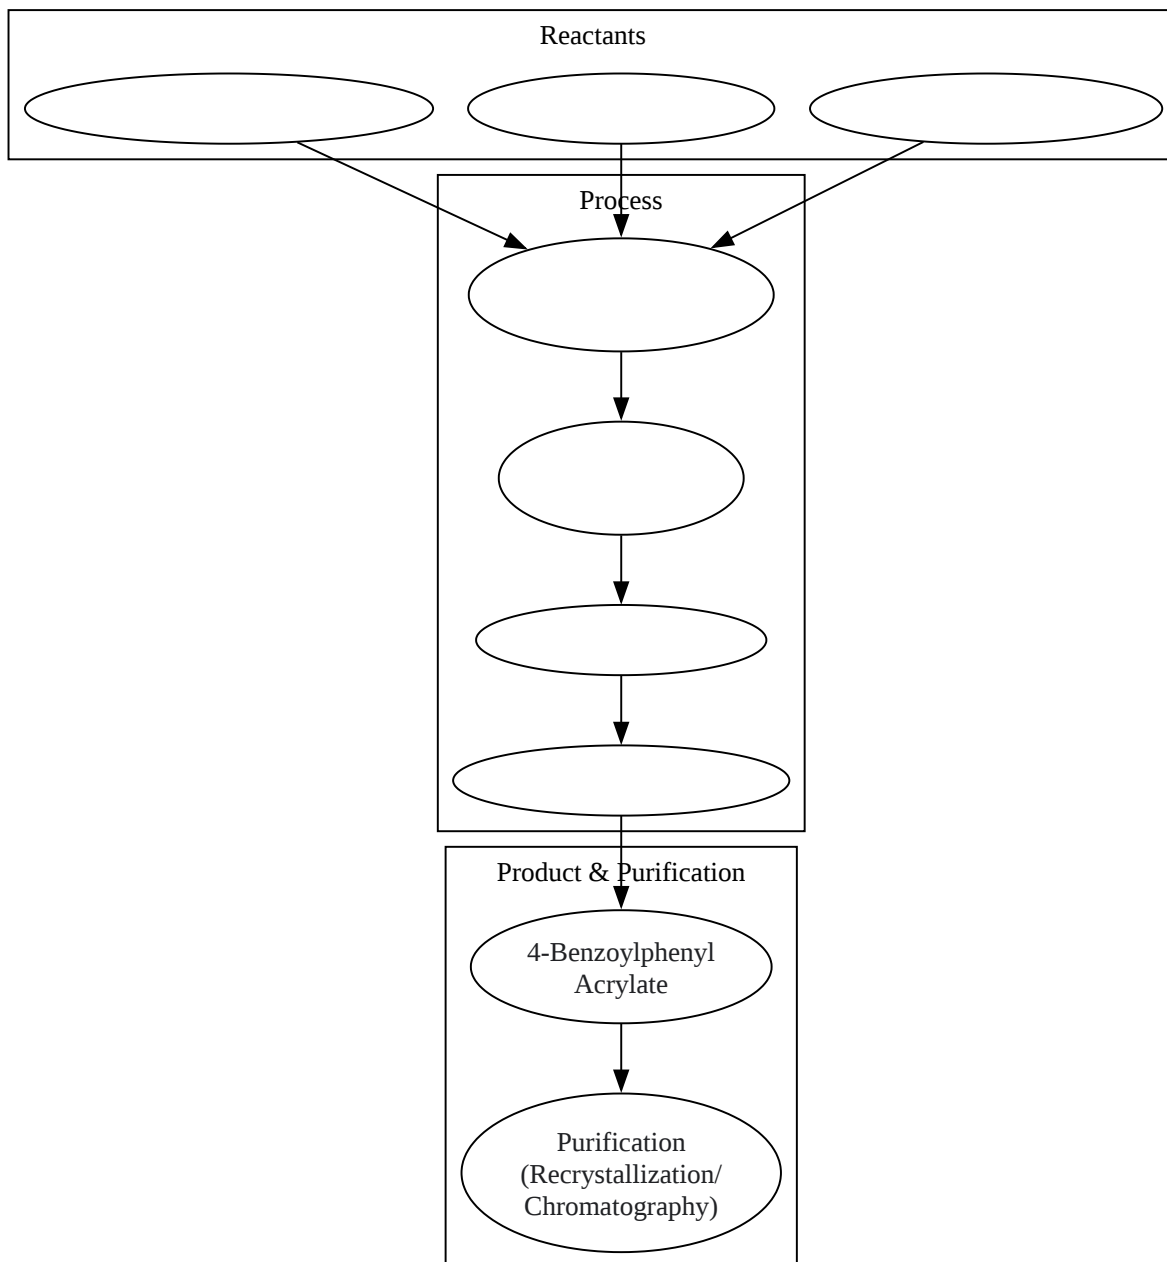 Reactants
Process
Product & Purification
4-Benzoylphenyl
Acrylate
Purification
(Recrystallization/
Chromatography)